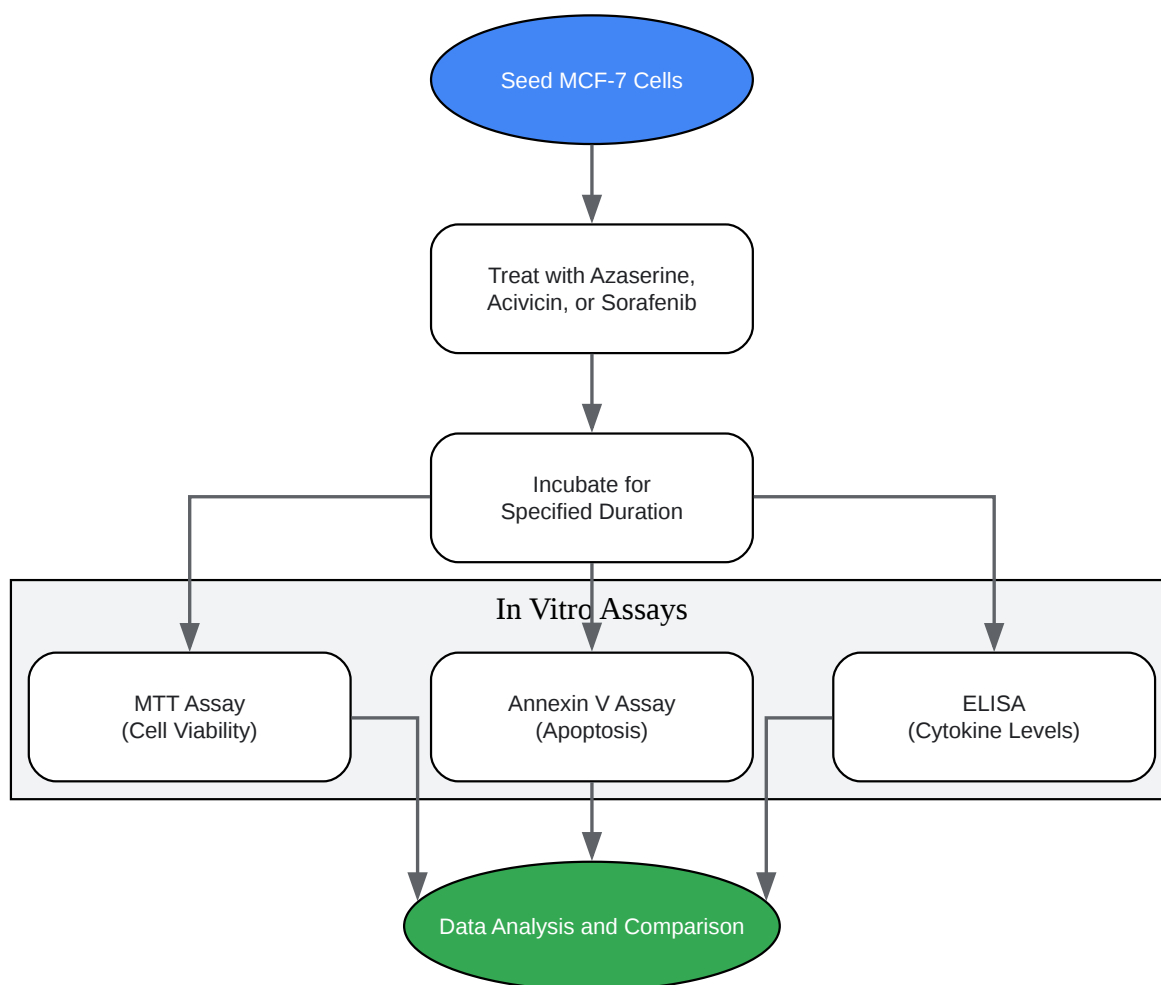 Seed MCF-7 Cells
Treat with Azaserine,
Acivicin, or Sorafenib
Incubate for
Specified Duration
In Vitro Assays
MTT Assay
(Cell Viability)
Annexin V Assay
(Apoptosis)
ELISA
(Cytokine Levels)
Data Analysis and Comparison